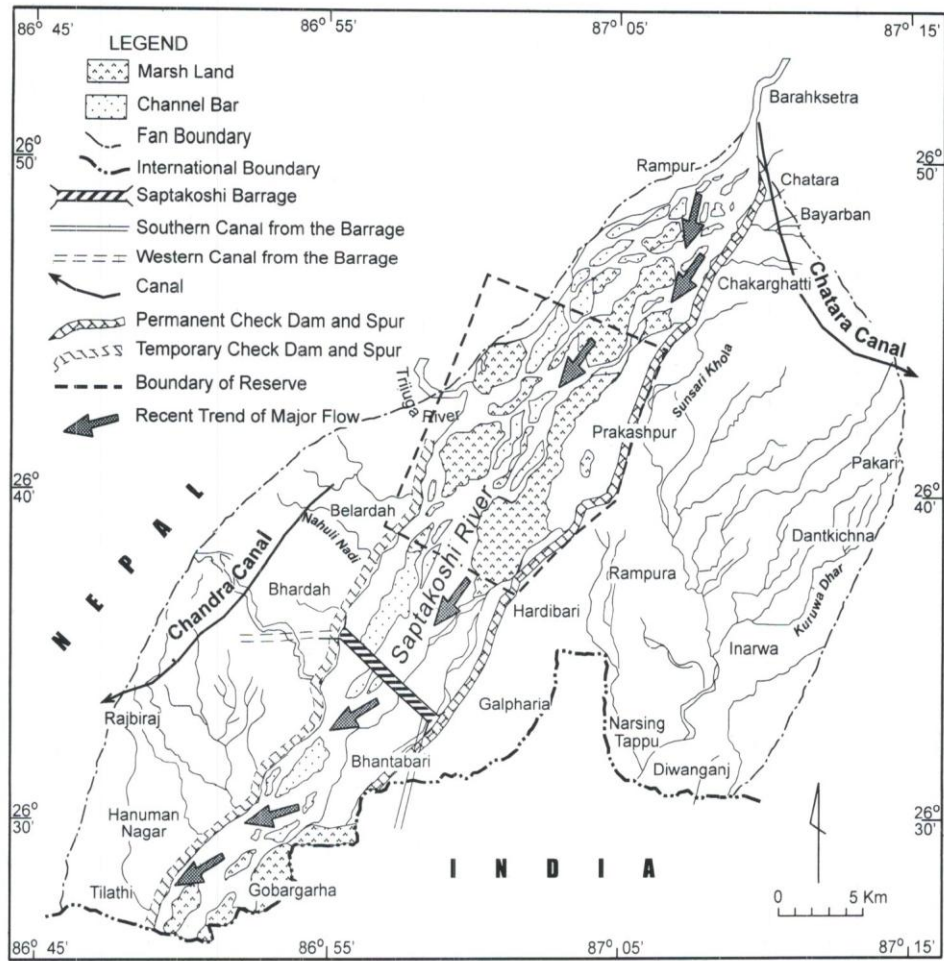 86° 45'
86° 55'
87° 05'
87° 15'
LEGEND
Marsh Land
Channel Bar
Fan Boundary
International Boundary
Saptakoshi Barrage
Southern Canal from the Barrage
Western Canal from the Barrage
Canal
Permanent Check Dam and Spur
Temporary Check Dam and Spur
Boundary of Reserve
Recent Trend of Major Flow
26° 50'
26° 50'
Barahksetra
Rampur
Chatara
Bayarban
Chakarghatti
Chatara Canal
Trijuga
River
Sunsari Khola
Prakashpur
Pakari
26° 40'
26° 40'
NEPAL
Belardah
Nahuli Nadi
Chandra Canal
Bhardah
Saptakoshi River
Dantkichna
Rampura
Kuruwa Dhar
Hardibari
Inarwa
Rajbiraj
Galpharia
Narsing
Tappu
Bhantabari
Diwanganj
26° 30'
26° 30'
Hanuman
Nagar
Tilathi
Gobargarha
INDIA
0 5 Km
86° 45'
86° 55'
87° 05'
87° 15'